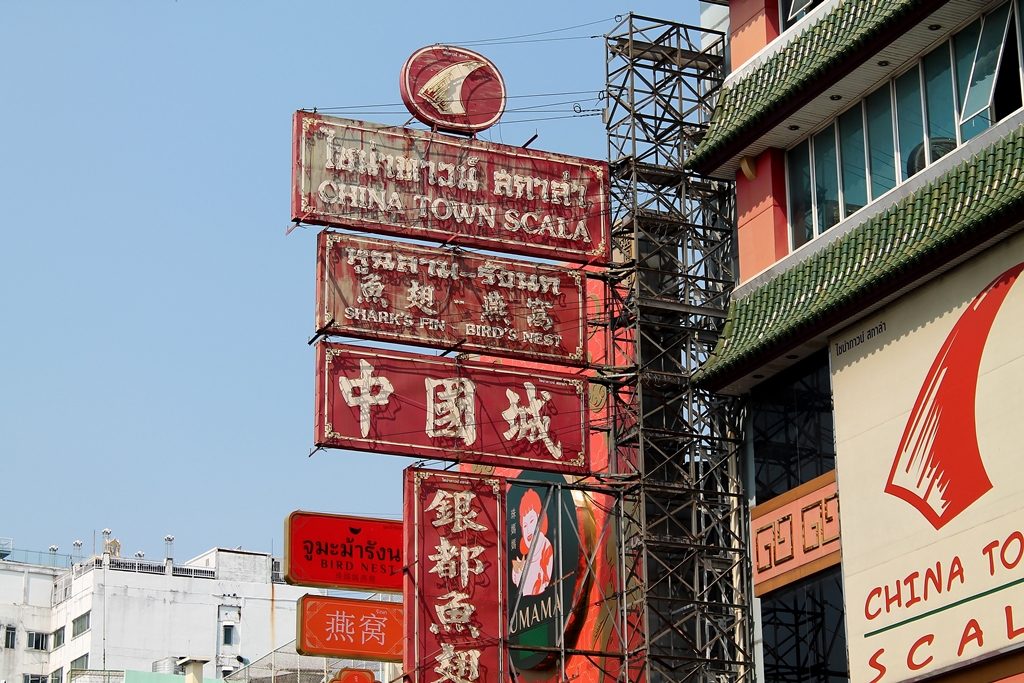 ไชน่าทาวน์ สกาล่า
CHINA TOWN SCALA
หูฉลาม - รังนก
魚翅 - 燕窩
SHARK'S FIN - BIRD'S NEST
中國城
銀都魚翅
จูมะม้ารังน
BIRD NEST
燕窩
UMAMA
ไชน่าทาวน์ สกาล่า
CHINA TO
SCAL